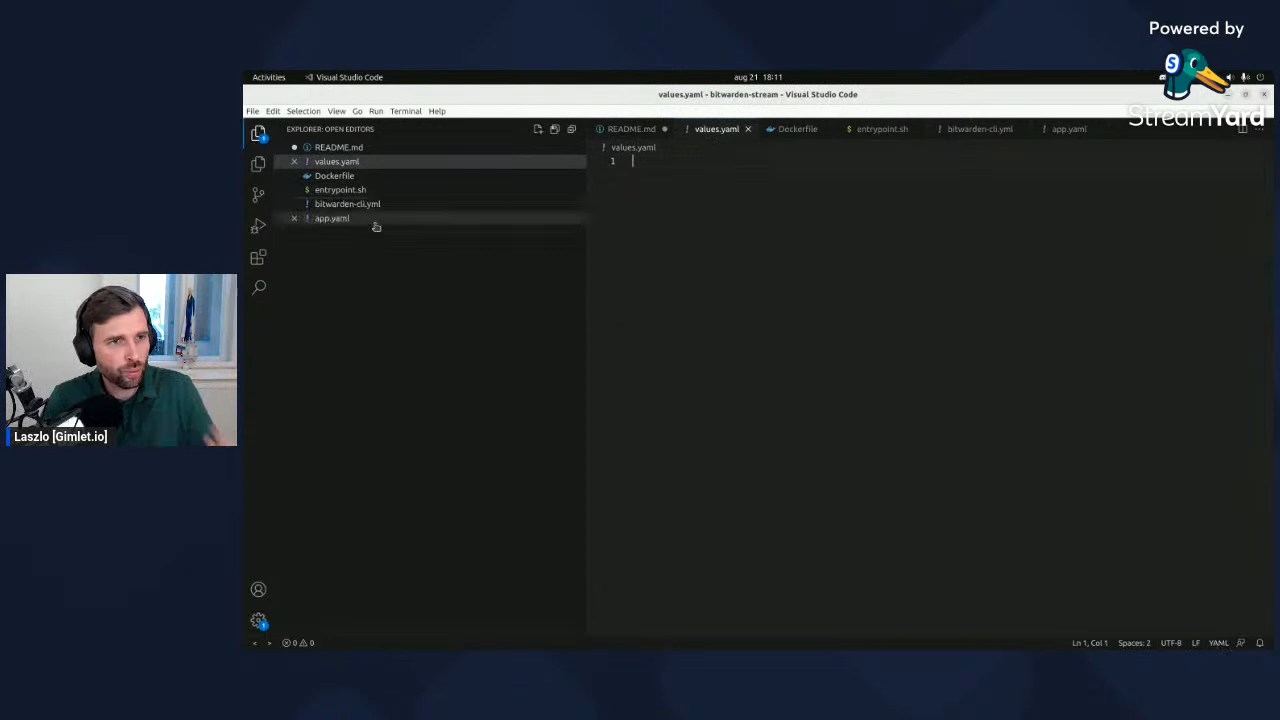 Powered by
S
StreamYard
Activities
Visual Studio Code
aug 21 18:11
values.yaml - bitwarden-stream - Visual Studio Code
File Edit Selection View Go Run Terminal Help
EXPLORER: OPEN EDITORS
README.md
values.yaml
Dockerfile
entrypoint.sh
bitwarden-cli.yml
app.yaml
README.md
values.yaml
Dockerfile
entrypoint.sh
bitwarden-cli.yml
app.yaml
values.yaml
1
Laszlo [Gimlet.io]
0 0
Ln 1, Col 1 Spaces: 2 UTF-8 LF YAML